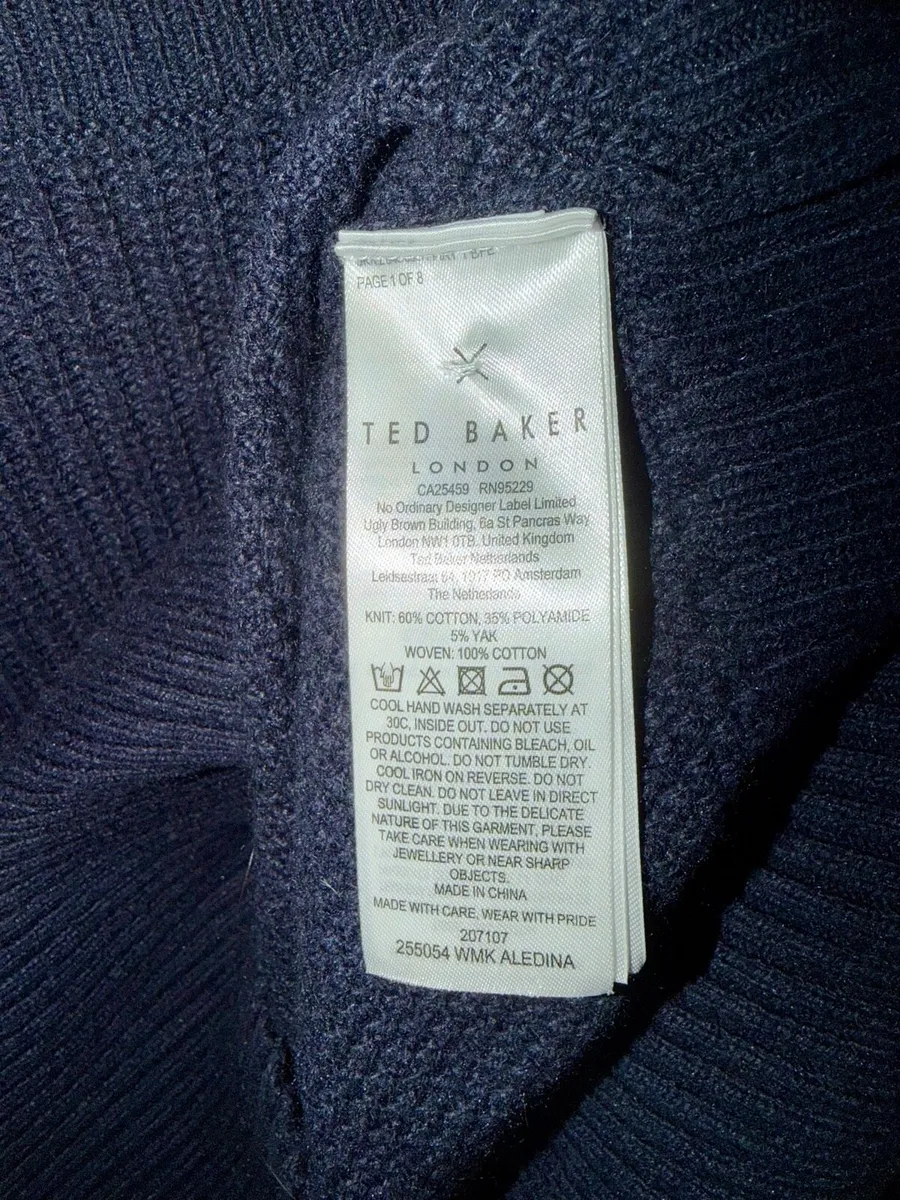 PAGE 1 OF 8
TED BAKER
LONDON
CA25459 RN95229
No Ordinary Designer Label Limited
Ugly Brown Building, 6a St Pancras Way
London NW1 0TB. United Kingdom
Ted Baker Netherlands
Leidsestraat 64, 1017 PD Amsterdam
The Netherlands
KNIT: 60% COTTON, 35% POLYAMIDE
5% YAK
WOVEN: 100% COTTON
COOL HAND WASH SEPARATELY AT
30C, INSIDE OUT. DO NOT USE
PRODUCTS CONTAINING BLEACH, OIL
OR ALCOHOL. DO NOT TUMBLE DRY.
COOL IRON ON REVERSE. DO NOT
DRY CLEAN. DO NOT LEAVE IN DIRECT
SUNLIGHT. DUE TO THE DELICATE
NATURE OF THIS GARMENT, PLEASE
TAKE CARE WHEN WEARING WITH
JEWELLERY OR NEAR SHARP
OBJECTS.
MADE IN CHINA
MADE WITH CARE, WEAR WITH PRIDE
207107
255054 WMK ALEDINA